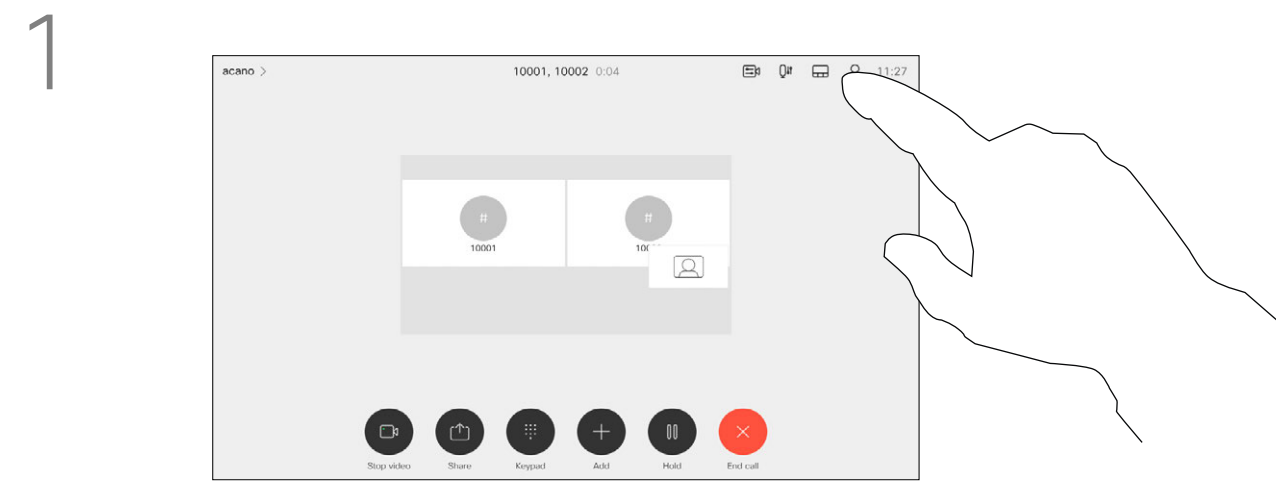 1
acano >
10001, 10002 0:04
11:27
#
#
10001
Stop video
Share
Keypad
Add
Hold
End call